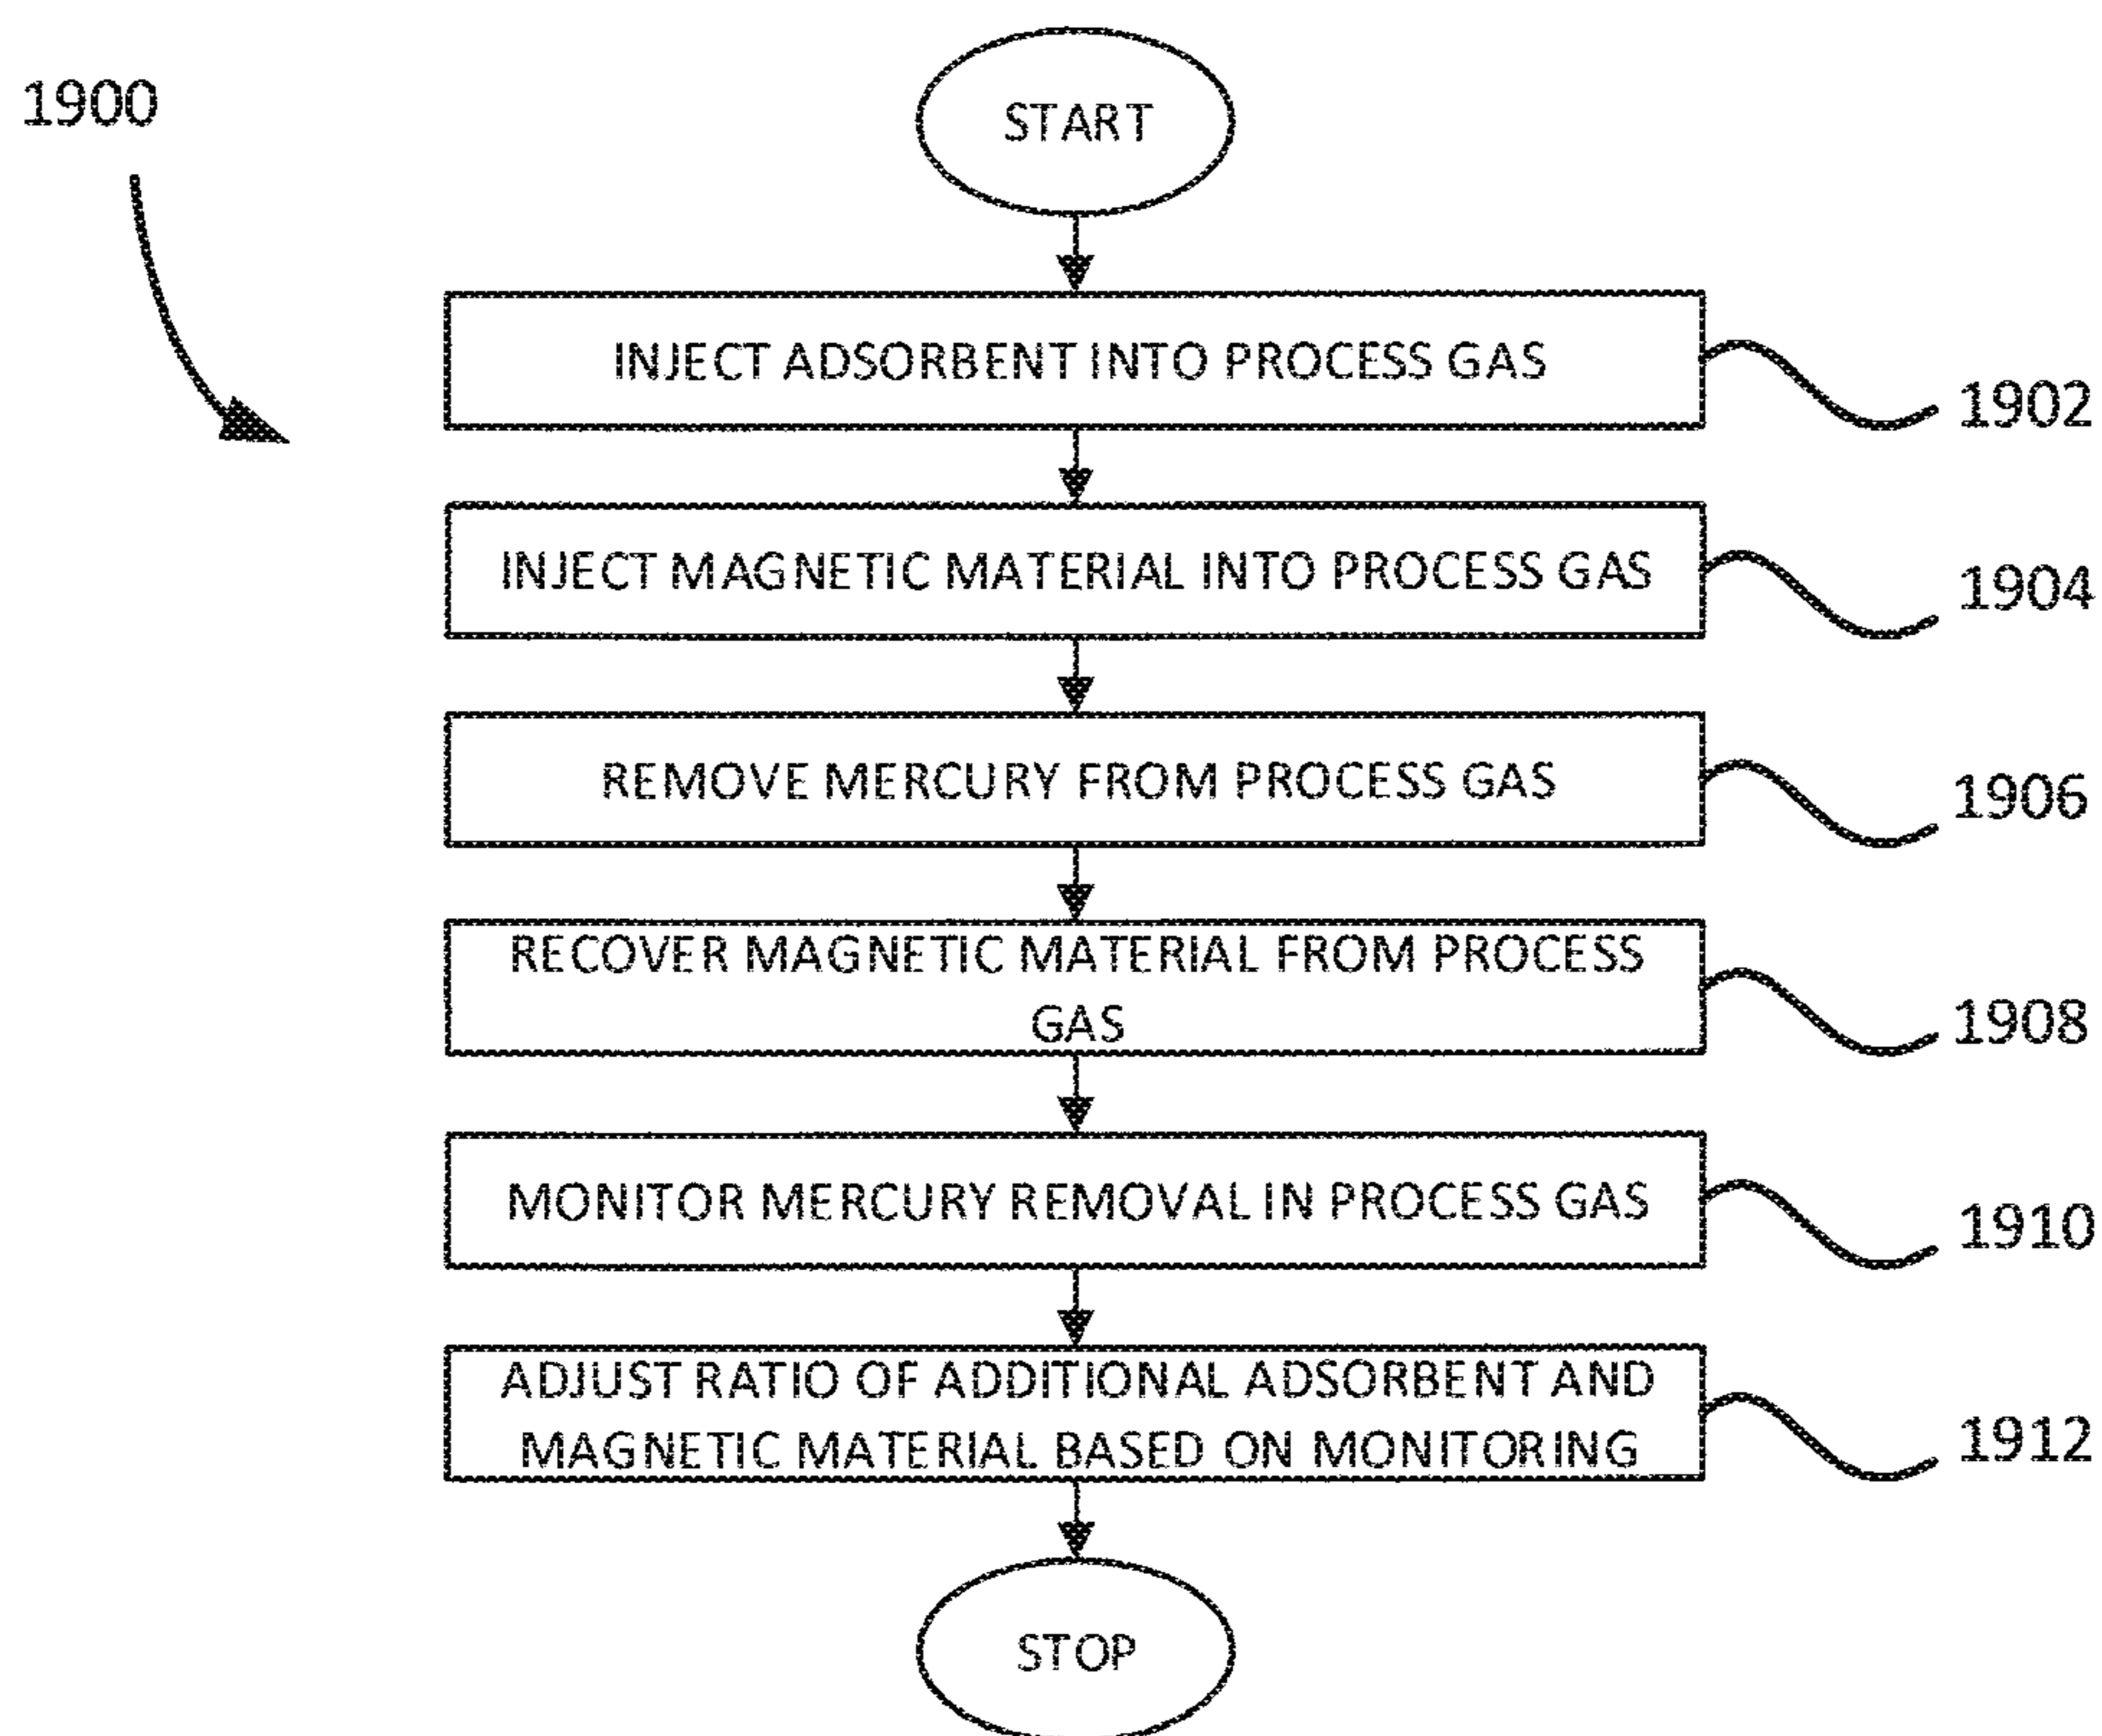 1900
START
INJECT ADSORBENT INTO PROCESS GAS
1902
INJECT MAGNETIC MATERIAL INTO PROCESS GAS
1904
REMOVE MERCURY FROM PROCESS GAS
1906
RECOVER MAGNETIC MATERIAL FROM PROCESS
GAS
1908
MONITOR MERCURY REMOVAL IN PROCESS GAS
1910
ADJUST RATIO OF ADDITIONAL ADSORBENT AND
MAGNETIC MATERIAL BASED ON MONITORING
1912
STOP